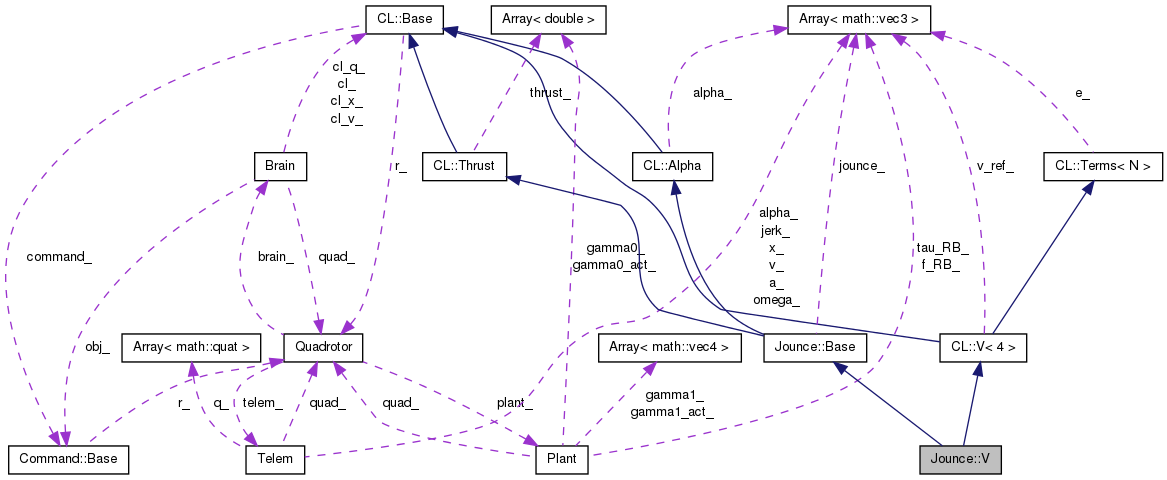 CL::Base
Array< double >
Array< math::vec3 >
cl_q_
cl_
cl_x_
cl_v_
thrust_
alpha_
e_
Brain
CL::Thrust
CL::Alpha
CL::Terms< N >
r_
jounce_
v_ref_
command_
brain_
quad_
gamma0_
gamma0_act_
alpha_
jerk_
x_
v_
a_
omega_
tau_RB_
f_RB_
obj_
Array< math::quat >
Quadrotor
Array< math::vec4 >
Jounce::Base
CL::V< 4 >
r_
q_
telem_
quad_
quad_
plant_
gamma1_
gamma1_act_
Command::Base
Telem
Plant
Jounce::V